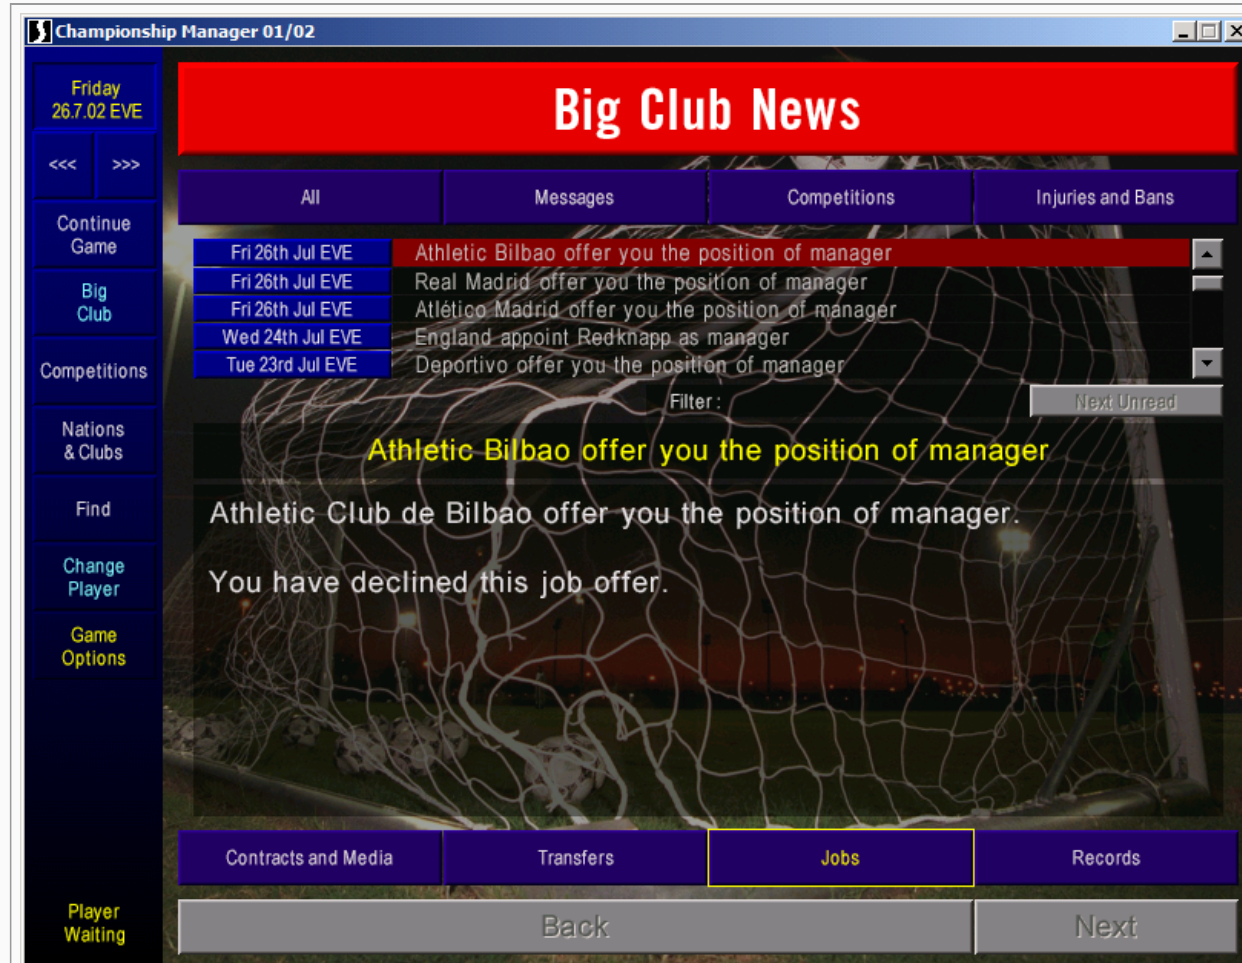 Championship Manager 01/02
Friday
26.7.02 EVE
<<< >>>
Continue
Game
Big
Club
Competitions
Nations
& Clubs
Find
Change
Player
Game
Options
Player
Waiting
Big Club News
All Messages Competitions Injuries and Bans
Fri 26th Jul EVE Athletic Bilbao offer you the position of manager
Fri 26th Jul EVE Real Madrid offer you the position of manager
Fri 26th Jul EVE Atlético Madrid offer you the position of manager
Wed 24th Jul EVE England appoint Redknapp as manager
Tue 23rd Jul EVE Deportivo offer you the position of manager
Filter : Next Unread
Athletic Bilbao offer you the position of manager
Athletic Club de Bilbao offer you the position of manager.
You have declined this job offer.
Contracts and Media Transfers Jobs Records
Back Next